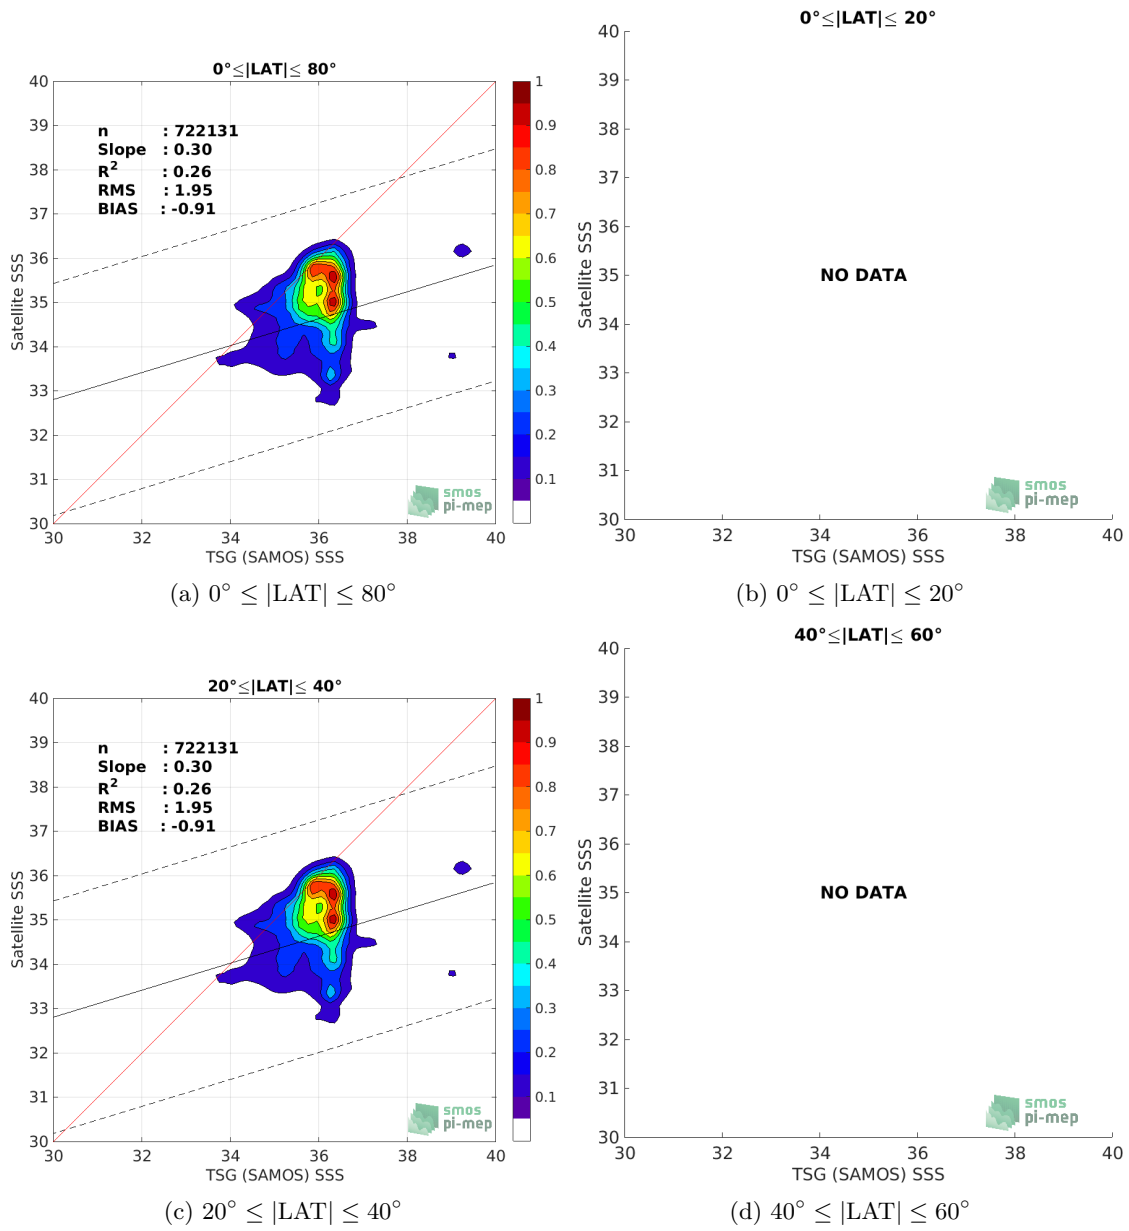 0°≤|LAT|≤ 80°
40
39
38
37
36
35
34
33
32
31
30
Satellite SSS
n : 722131
Slope : 0.30
R² : 0.26
RMS : 1.95
BIAS : -0.91
smos
pi-mep
30 32 34 36 38 40
TSG (SAMOS) SSS
1
0.9
0.8
0.7
0.6
0.5
0.4
0.3
0.2
0.1
(a) 0° ≤ |LAT| ≤ 80°
0°≤|LAT|≤ 20°
40
39
38
37
36
35
34
33
32
31
30
Satellite SSS
NO DATA
smos
pi-mep
30 32 34 36 38 40
TSG (SAMOS) SSS
(b) 0° ≤ |LAT| ≤ 20°
20°≤|LAT|≤ 40°
40
39
38
37
36
35
34
33
32
31
30
Satellite SSS
n : 722131
Slope : 0.30
R² : 0.26
RMS : 1.95
BIAS : -0.91
smos
pi-mep
30 32 34 36 38 40
TSG (SAMOS) SSS
1
0.9
0.8
0.7
0.6
0.5
0.4
0.3
0.2
0.1
(c) 20° ≤ |LAT| ≤ 40°
40°≤|LAT|≤ 60°
40
39
38
37
36
35
34
33
32
31
30
Satellite SSS
NO DATA
smos
pi-mep
30 32 34 36 38 40
TSG (SAMOS) SSS
(d) 40° ≤ |LAT| ≤ 60°